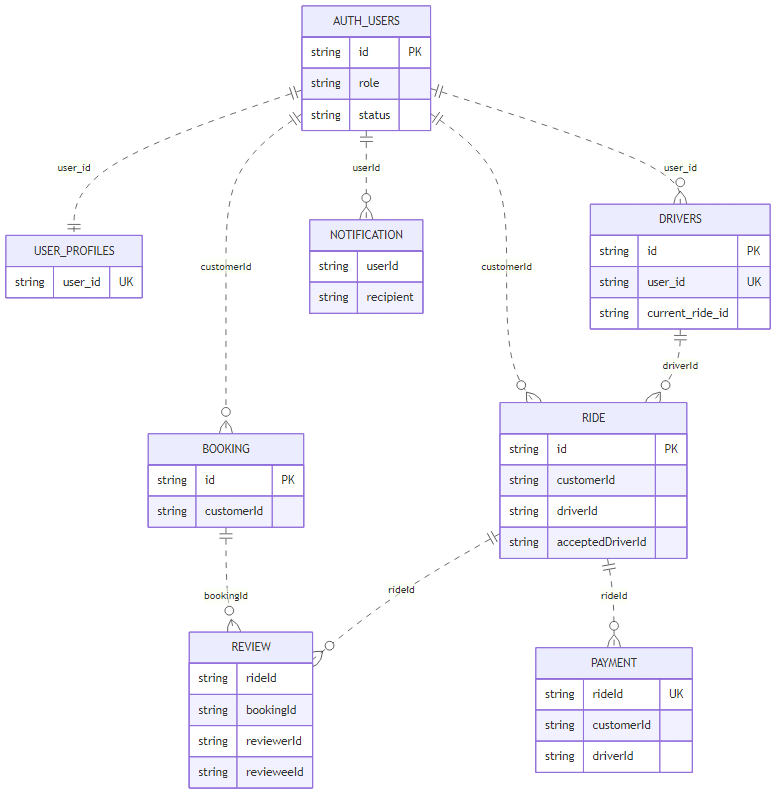 AUTH_USERS
string id PK
string role
string status
user_id
userId
user_id
USER_PROFILES
string user_id UK
NOTIFICATION
string userId
string recipient
DRIVERS
string id PK
string user_id UK
string current_ride_id
customerId
customerId
driverId
BOOKING
string id PK
string customerId
RIDE
string id PK
string customerId
string driverId
string acceptedDriverId
bookingId
rideId
rideId
REVIEW
string rideId
string bookingId
string reviewerId
string revieweeId
PAYMENT
string rideId UK
string customerId
string driverId